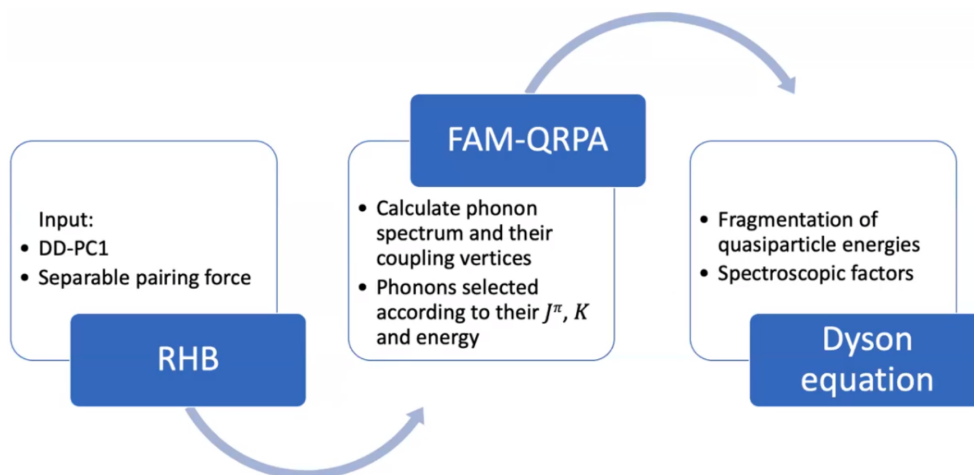 Input:
• DD-PC1
• Separable pairing force
RHB
FAM-QRPA
• Calculate phonon
spectrum and their
coupling vertices
• Phonons selected
according to their J^π, K
and energy
• Fragmentation of
quasiparticle energies
• Spectroscopic factors
Dyson
equation